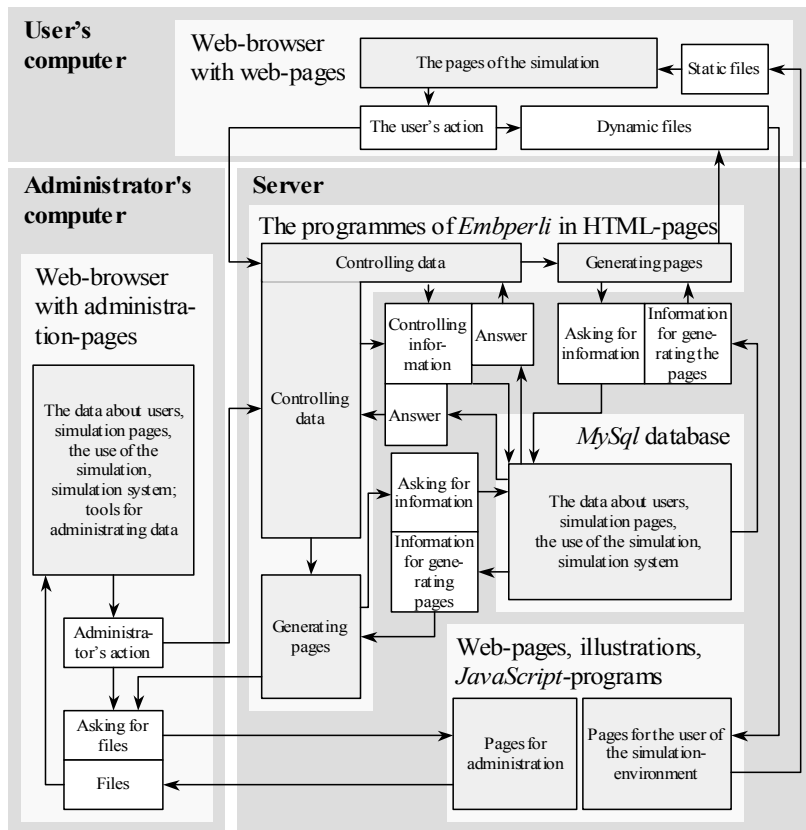 User's
computer
Web-browser
with web-pages
The pages of the simulation
Static files
The user's action
Dynamic files
Administrator's
computer
Web-browser
with administra-
tion-pages
The data about users,
simulation pages,
the use of the
simulation,
simulation system;
tools for
administrating data
Administra-
tor's action
Asking for
files
Files
Server
The programmes of Embperli in HTML-pages
Controlling data
Generating pages
Controlling
infor-
mation
Answer
Asking for
information
Information
for gene-
rating the
pages
Controlling
data
Answer
MySql database
Asking for
information
Information
for gene-
rating
pages
The data about users,
simulation pages,
the use of the simulation,
simulation system
Generating
pages
Web-pages, illustrations,
JavaScript-programs
Pages for
administration
Pages for the user of
the simulation-
environment